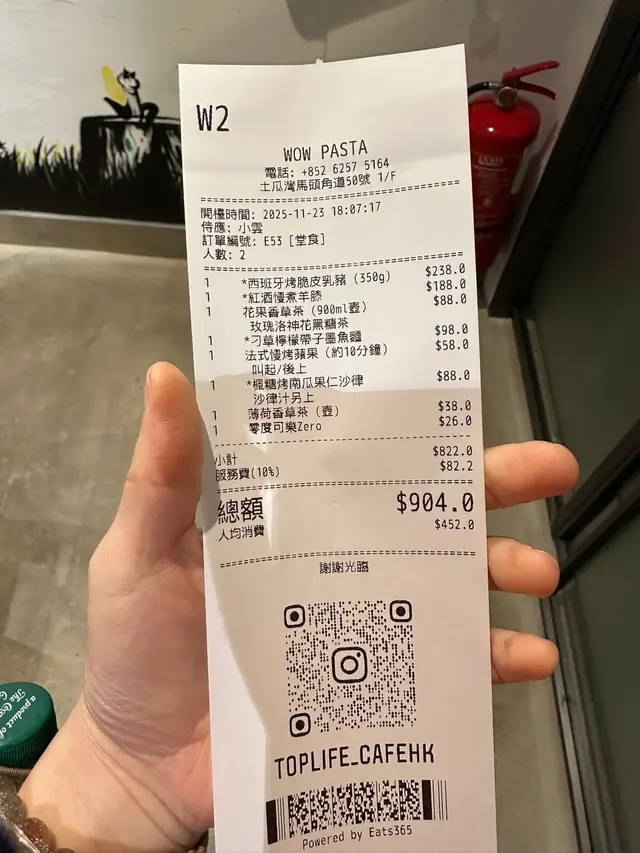 W2
WOW PASTA
電話: +852 6257 5164
土瓜灣馬頭角道50號 1/F
開檯時間: 2025-11-23 18:07:17
侍應: 小雲
訂單編號: E53 [堂食]
人數: 2
1 *西班牙烤脆皮乳豬 (350g) $238.0
1 *紅酒慢煮羊膝 $188.0
1 花果香草茶 (900ml壺) $88.0
玫瑰洛神花黑糖茶
1 *刁草檸檬帶子墨魚麵 $98.0
1 法式慢烤蘋果 (約10分鐘) $58.0
叫起/後上
1 *楓糖烤南瓜果仁沙律 $88.0
沙律汁另上
1 薄荷香草茶 (壺) $38.0
1 零度可樂Zero $26.0
小計 $822.0
服務費(10%) $82.2
總額 $904.0
人均消費 $452.0
謝謝光臨
TOPLIFE_CAFEHK
Powered by Eats365
a product of